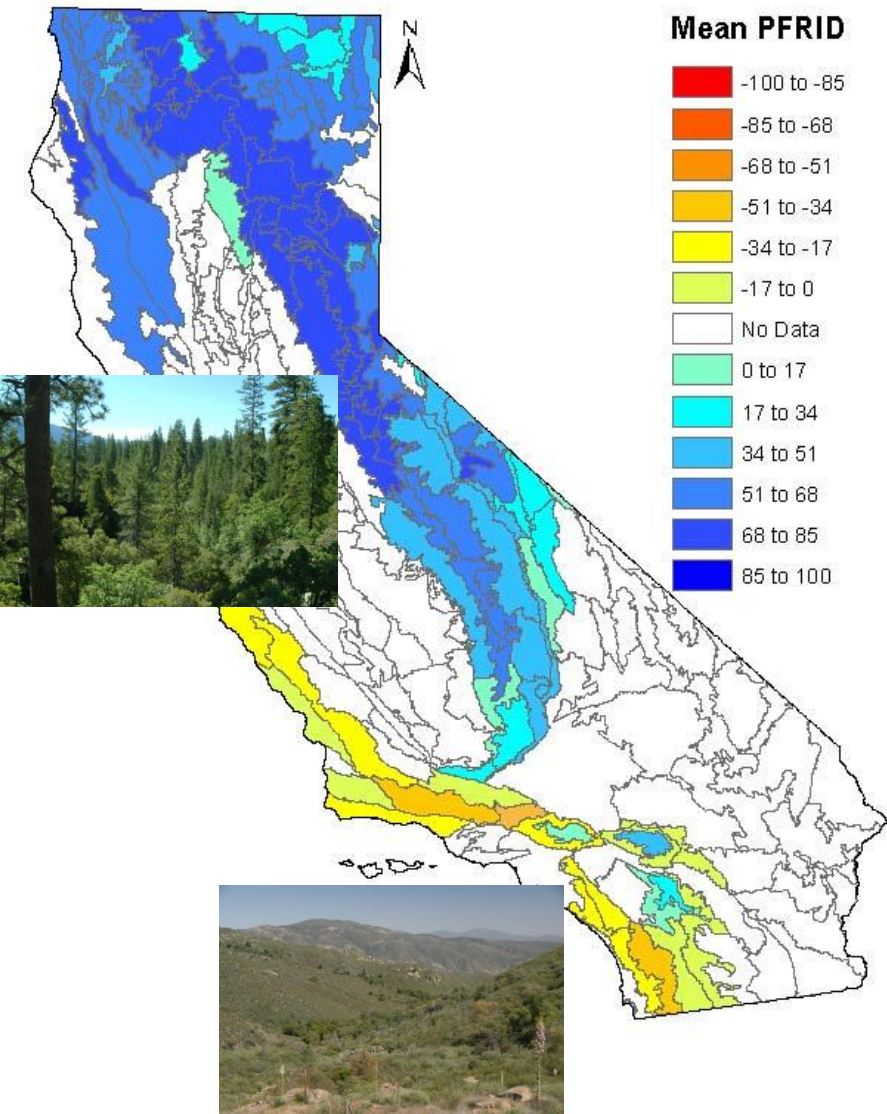 N
Mean PFRID
-100 to -85
-85 to -68
-68 to -51
-51 to -34
-34 to -17
-17 to 0
No Data
0 to 17
17 to 34
34 to 51
51 to 68
68 to 85
85 to 100